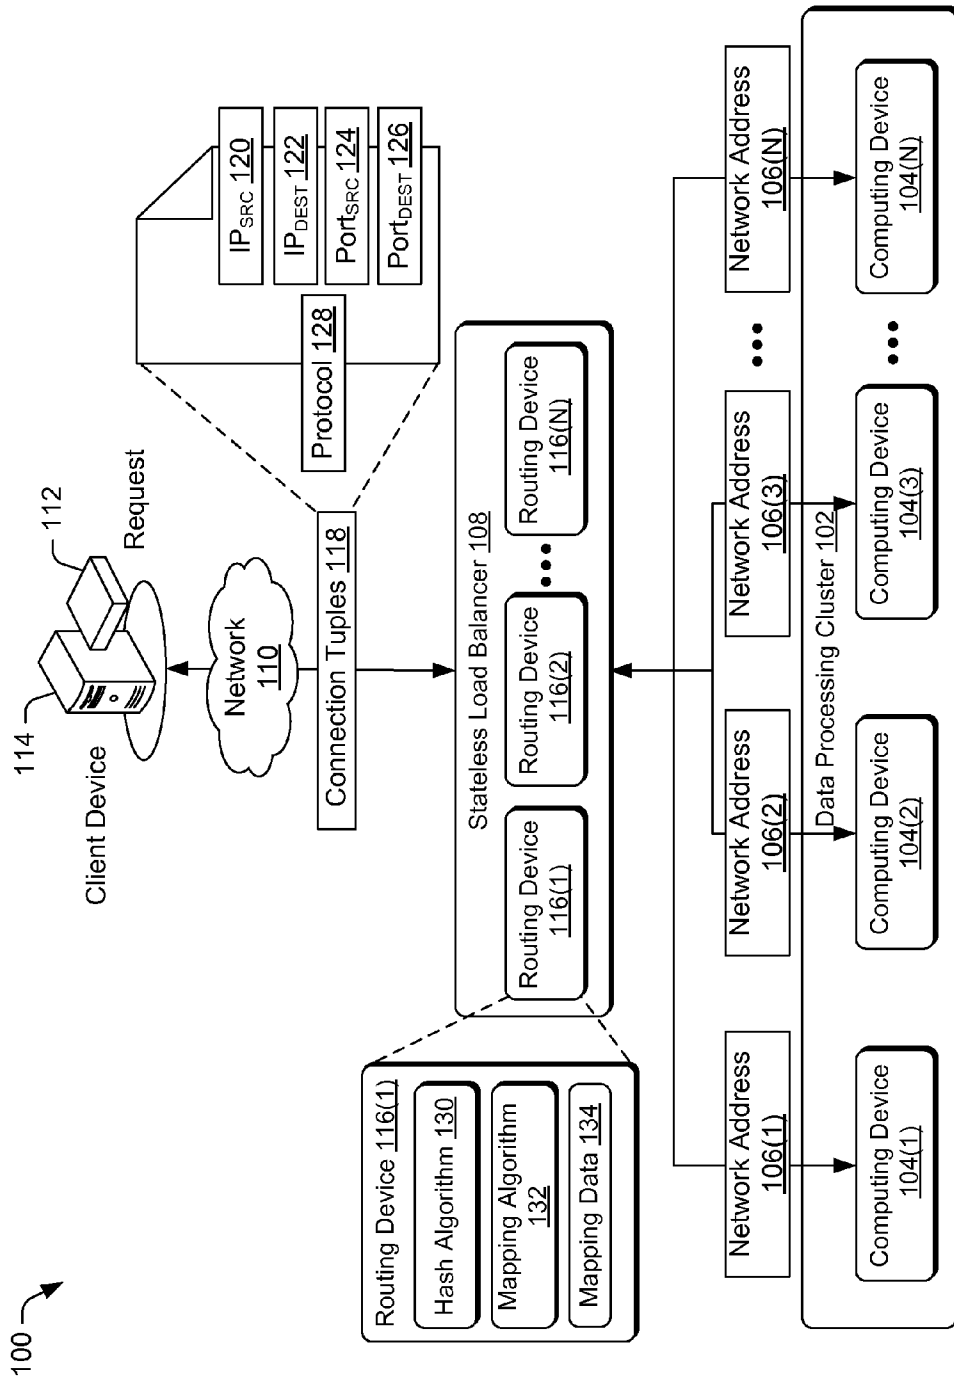 100
114
112
Client Device
Request
Network
110
Connection Tuples 118
IPSRC 120
IPDEST 122
PortSRC 124
PortDEST 126
Protocol 128
Stateless Load Balancer 108
Routing Device
116(1)
Routing Device
116(2)
•••
Routing Device
116(N)
Routing Device 116(1)
Hash Algorithm 130
Mapping Algorithm
132
Mapping Data 134
Network Address
106(1)
Network Address
106(2)
Network Address
106(3)
•••
Network Address
106(N)
Data Processing Cluster 102
Computing Device
104(1)
Computing Device
104(2)
Computing Device
104(3)
•••
Computing Device
104(N)